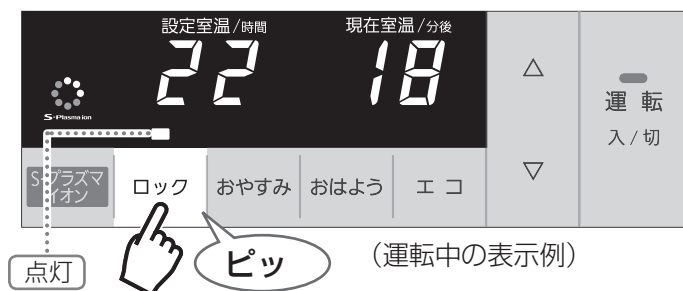 設定室温/時間 現在室温/分後
22 18
S-Plasma ion
△
▽
運転
入/切
S-プラズマイオン
ロック
おやすみ
おはよう
エコ
ピッ
点灯
(運転中の表示例)